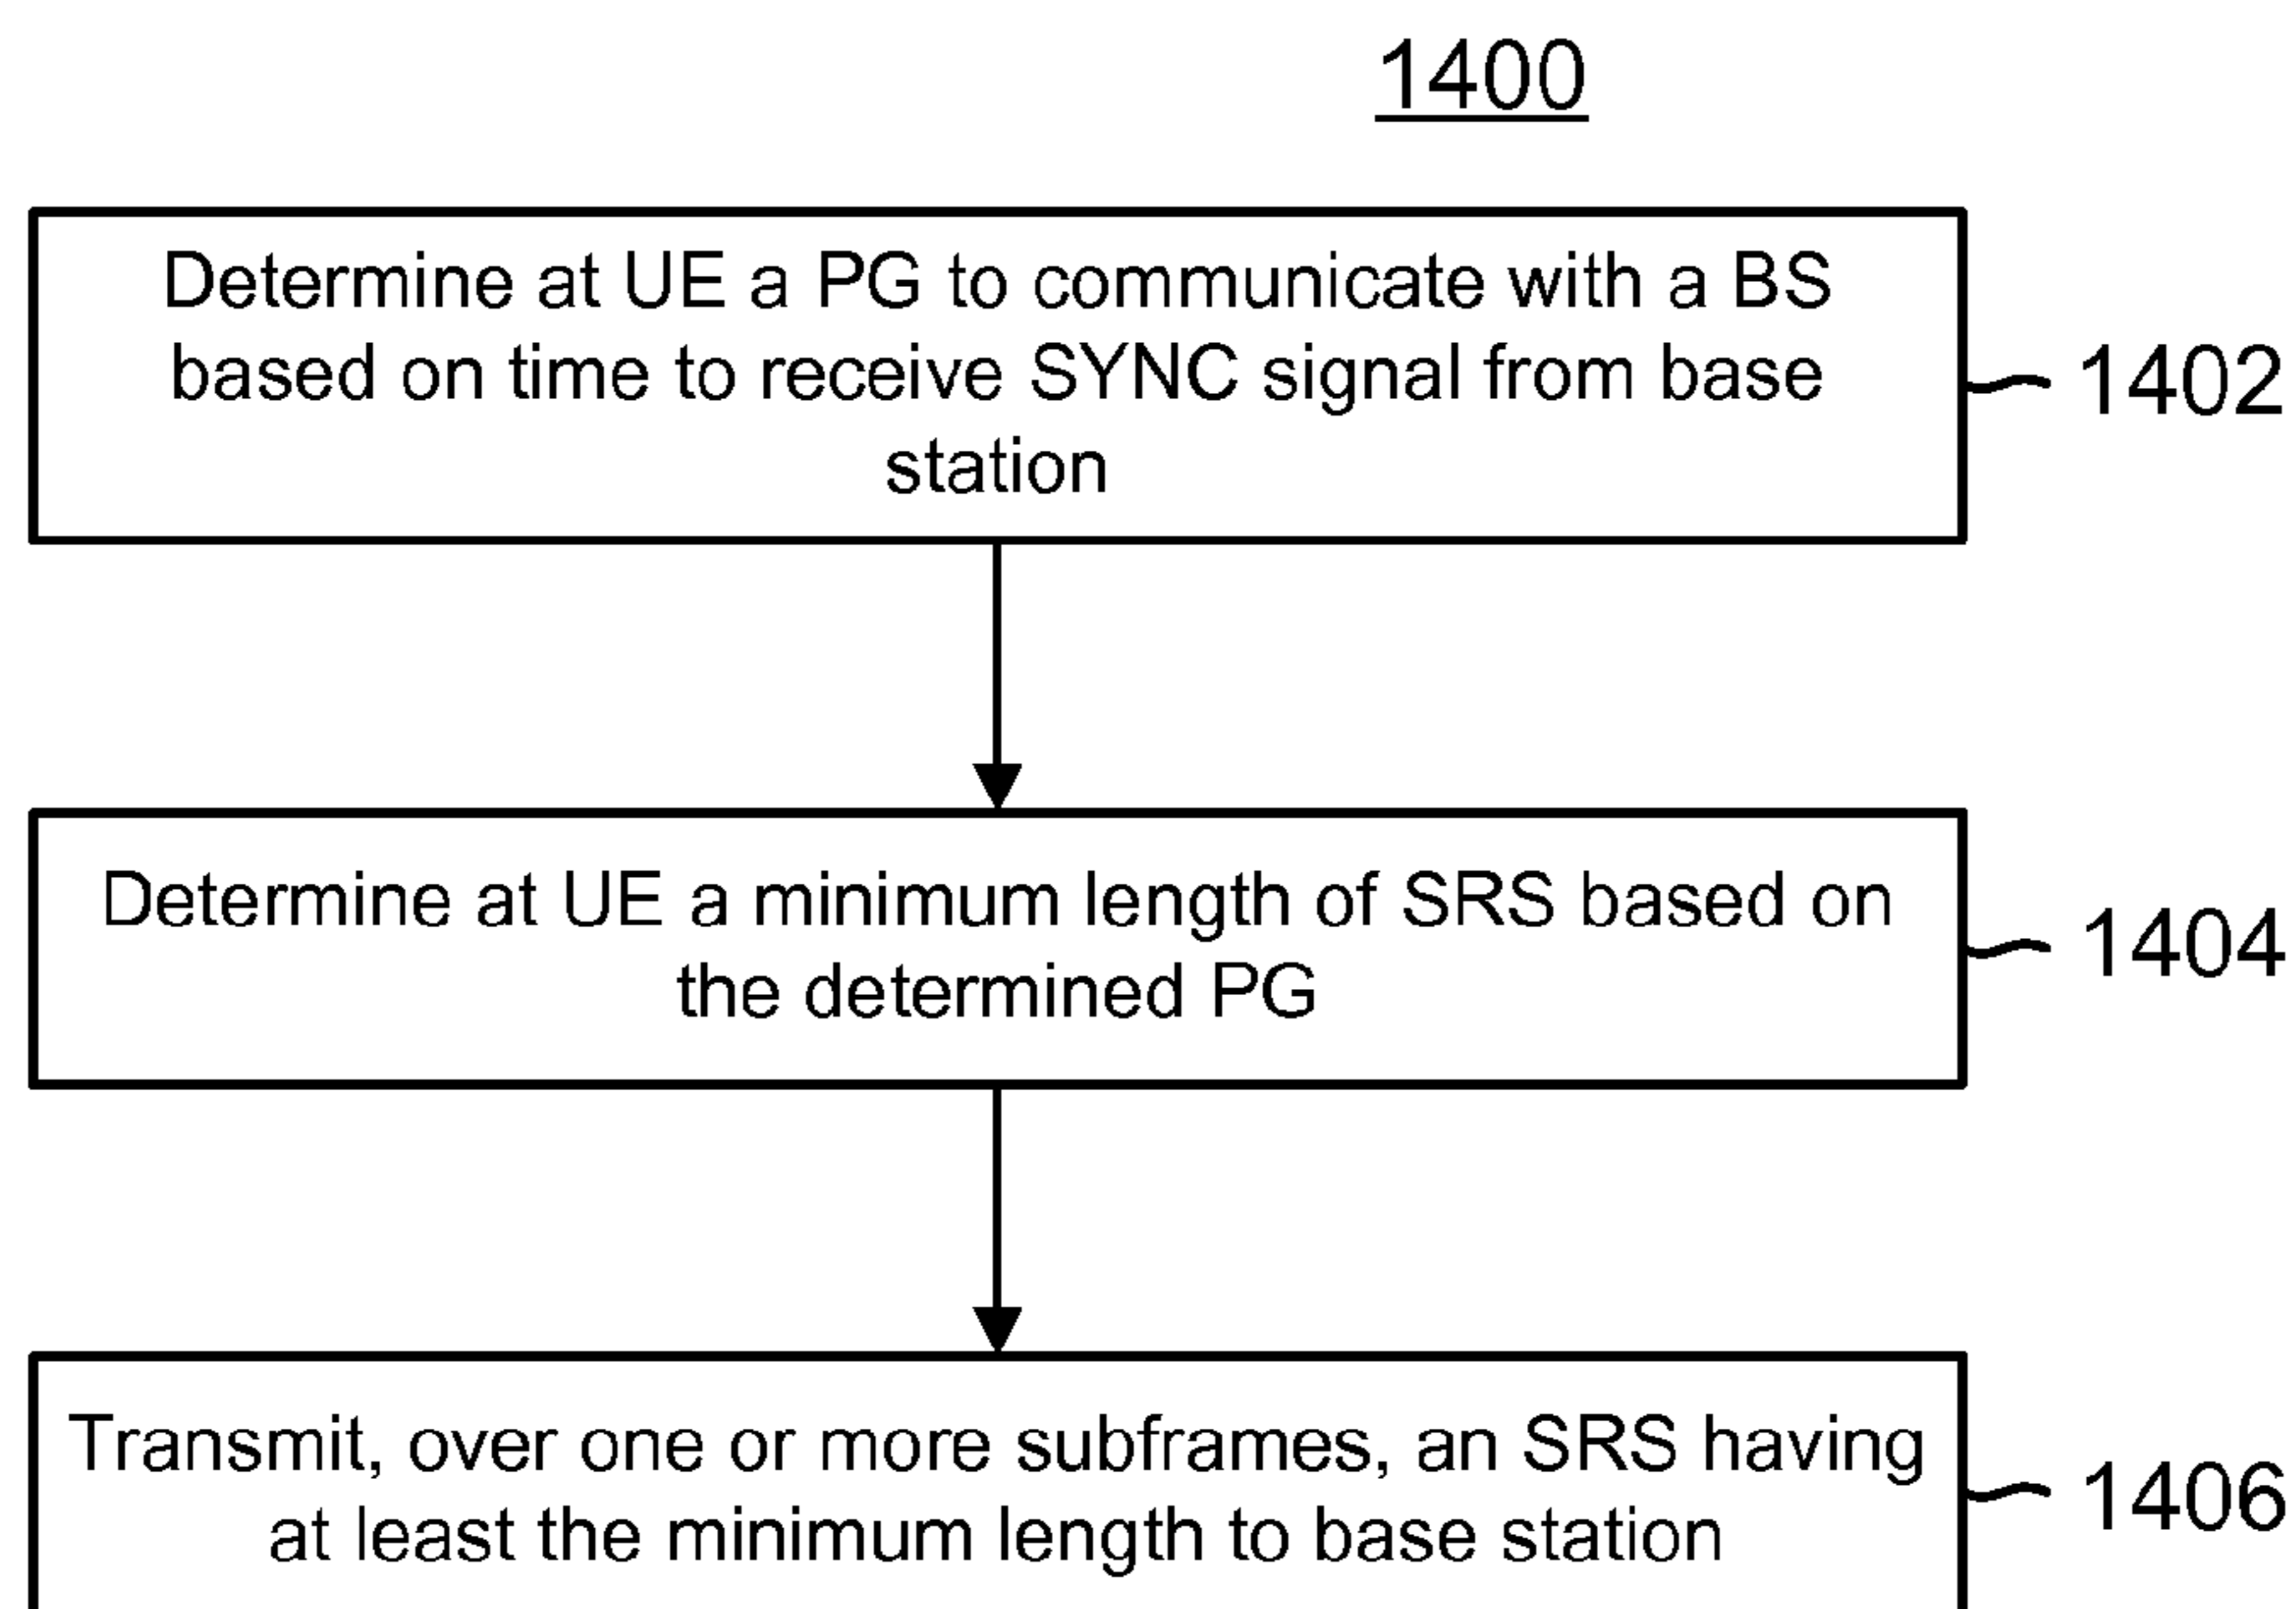 1400
Determine at UE a PG to communicate with a BS
based on time to receive SYNC signal from base
station
1402
Determine at UE a minimum length of SRS based on
the determined PG
1404
Transmit, over one or more subframes, an SRS having
at least the minimum length to base station
1406